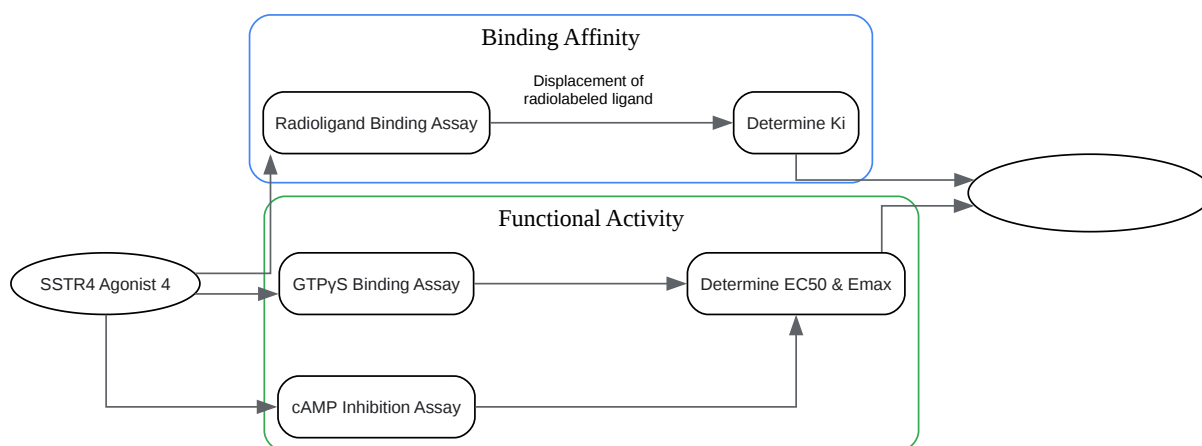 Binding Affinity
Displacement of
radiolabeled ligand
Radioligand Binding Assay
Determine Ki
Functional Activity
SSTR4 Agonist 4
GTPγS Binding Assay
Determine EC50 & Emax
cAMP Inhibition Assay